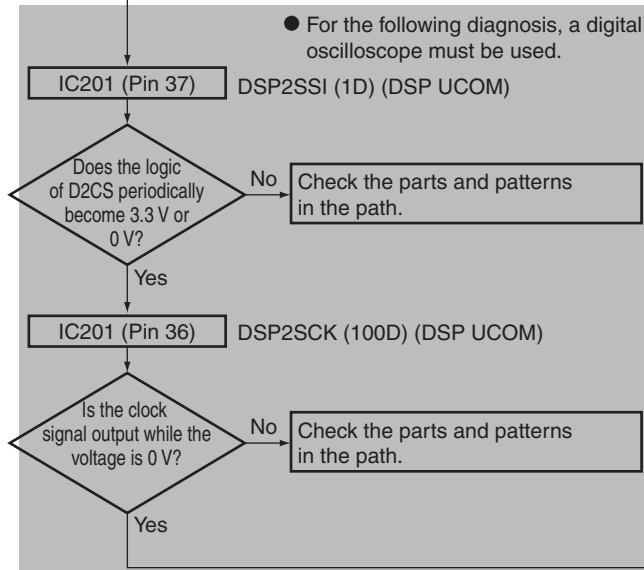 ● For the following diagnosis, a digital
oscilloscope must be used.
IC201 (Pin 37) DSP2SSI (1D) (DSP UCOM)
Does the logic
of D2CS periodically
become 3.3 V or
0 V?
No
Check the parts and patterns
in the path.
Yes
IC201 (Pin 36) DSP2SCK (100D) (DSP UCOM)
Is the clock
signal output while the
voltage is 0 V?
No
Check the parts and patterns
in the path.
Yes